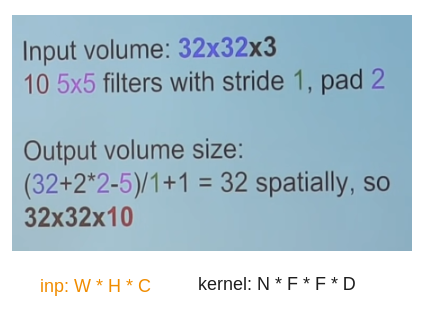 Input volume: 32x32x3
10 5x5 filters with stride 1, pad 2
Output volume size:
(32+2*2-5)/1+1 = 32 spatially, so
32x32x10
inp: W * H * C
kernel: N * F * F * D